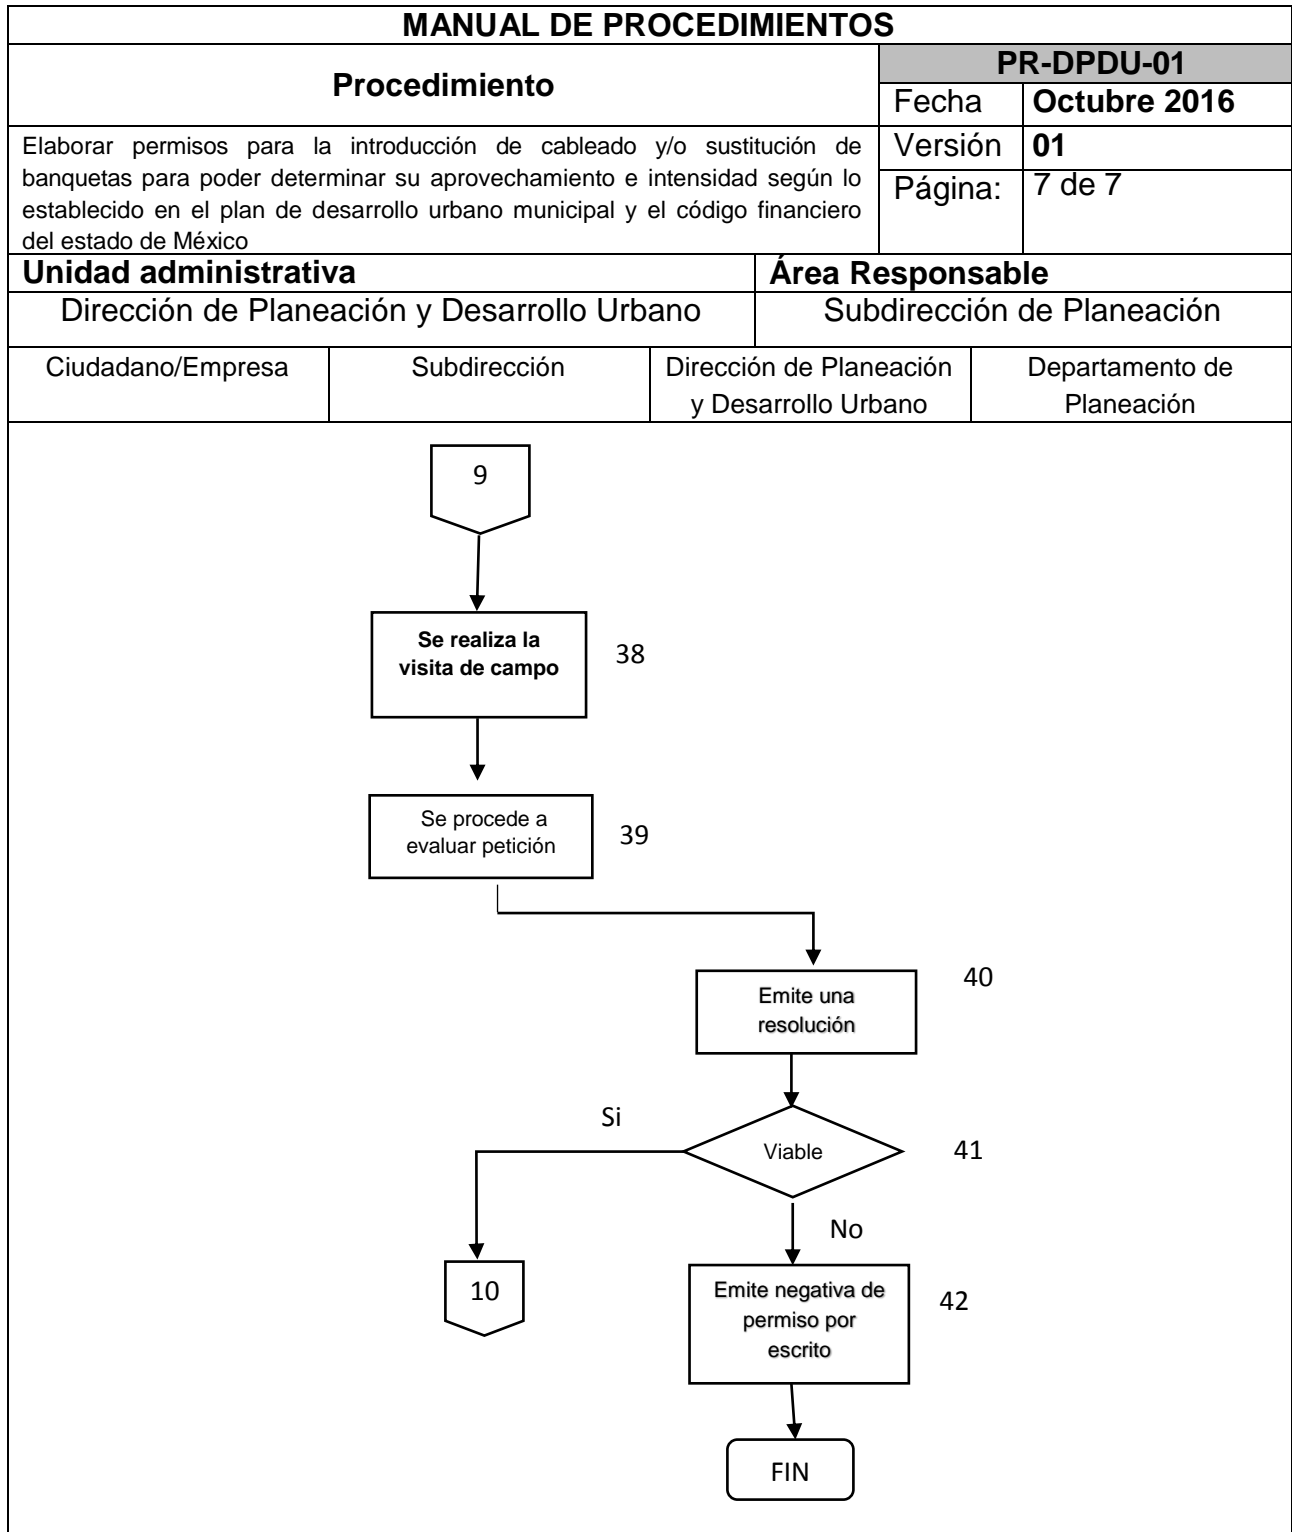 MANUAL DE PROCEDIMIENTOS
Procedimiento
PR-DPDU-01
Fecha Octubre 2016
Elaborar permisos para la introducción de cableado y/o sustitución de
banquetas para poder determinar su aprovechamiento e intensidad según lo
establecido en el plan de desarrollo urbano municipal y el código financiero
del estado de México
Versión 01
Página: 7 de 7
Unidad administrativa
Área Responsable
Dirección de Planeación y Desarrollo Urbano
Subdirección de Planeación
Ciudadano/Empresa
Subdirección
Dirección de Planeación
y Desarrollo Urbano
Departamento de
Planeación
9
Se realiza la
visita de campo
38
Se procede a
evaluar petición
39
Emite una
resolución
40
Si
Viable
41
No
10
Emite negativa de
permiso por
escrito
42
FIN